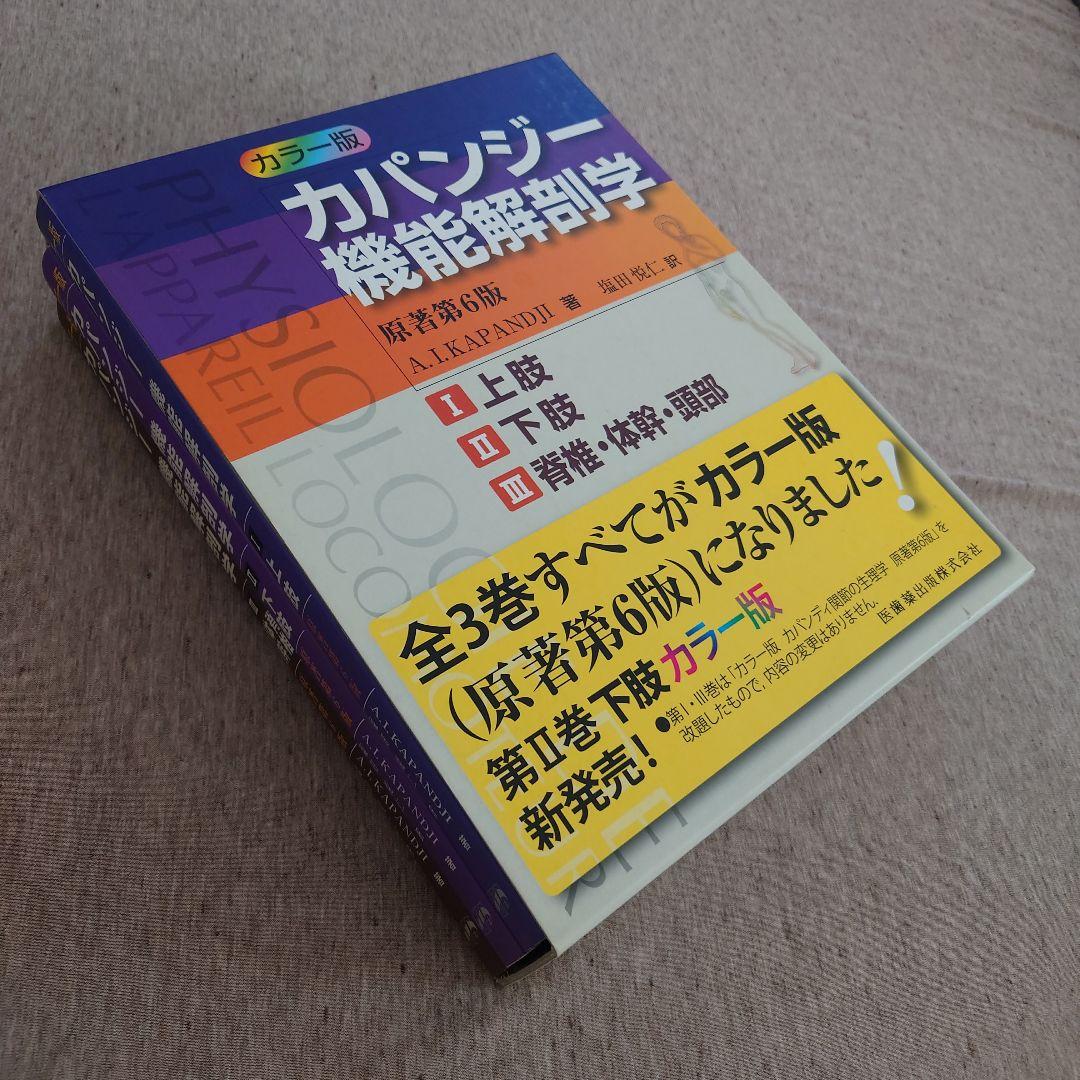 カラー版
カパンジー
機能解剖学
原著第6版
A.I.KAPANDJI 著 塩田悦仁 訳
I 上肢
II 下肢
III 脊椎・体幹・頭部
全3巻すべてがカラー版
(原著第6版)になりました!
第II巻 下肢カラー版
新発売!
●第I・III巻は「カラー版 カパンディ関節の生理学 原著第6版」を
改題したもので、内容の変更はありません。
医歯薬出版株式会社
PHYSIOLO
L'APPAREIL
LOCO
A.I.KAPANDJI 著
A.I.KAPANDJI 著
A.I.KAPANDJI 著